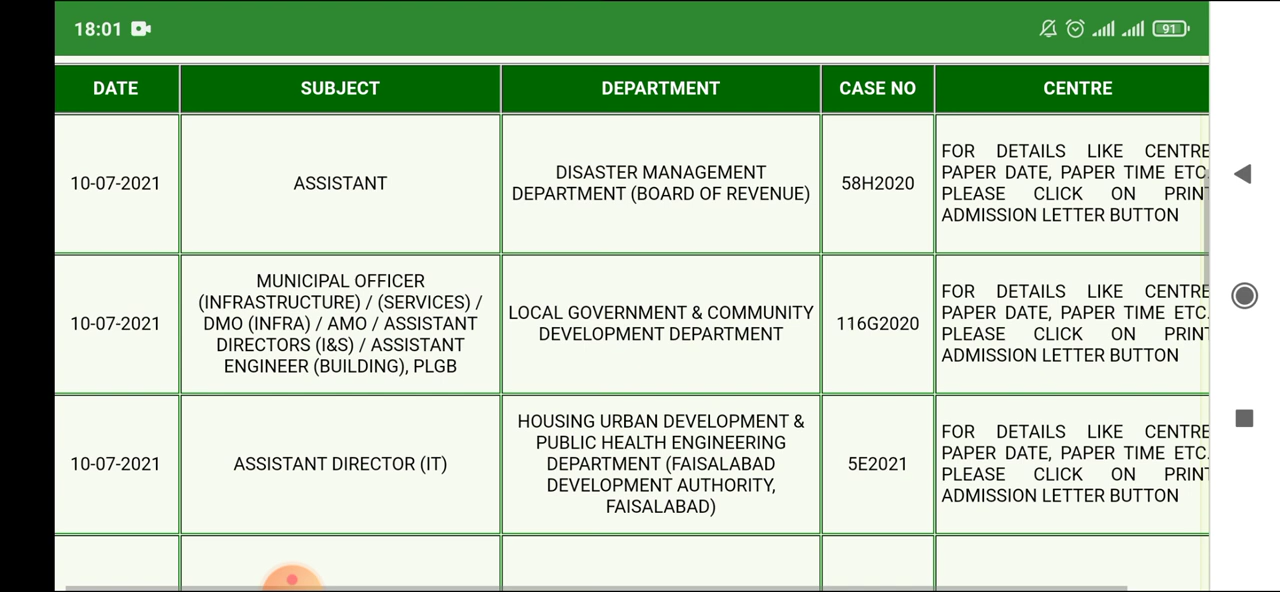 18:01
91
DATE
SUBJECT
DEPARTMENT
CASE NO
CENTRE
10-07-2021
ASSISTANT
DISASTER MANAGEMENT
DEPARTMENT (BOARD OF REVENUE)
58H2020
FOR DETAILS LIKE CENTRE
PAPER DATE, PAPER TIME ETC.
PLEASE CLICK ON PRINT
ADMISSION LETTER BUTTON
10-07-2021
MUNICIPAL OFFICER
(INFRASTRUCTURE) / (SERVICES) /
DMO (INFRA) / AMO / ASSISTANT
DIRECTORS (I&S) / ASSISTANT
ENGINEER (BUILDING), PLGB
LOCAL GOVERNMENT & COMMUNITY
DEVELOPMENT DEPARTMENT
116G2020
FOR DETAILS LIKE CENTRE
PAPER DATE, PAPER TIME ETC.
PLEASE CLICK ON PRINT
ADMISSION LETTER BUTTON
10-07-2021
ASSISTANT DIRECTOR (IT)
HOUSING URBAN DEVELOPMENT &
PUBLIC HEALTH ENGINEERING
DEPARTMENT (FAISALABAD
DEVELOPMENT AUTHORITY,
FAISALABAD)
5E2021
FOR DETAILS LIKE CENTRE
PAPER DATE, PAPER TIME ETC.
PLEASE CLICK ON PRINT
ADMISSION LETTER BUTTON